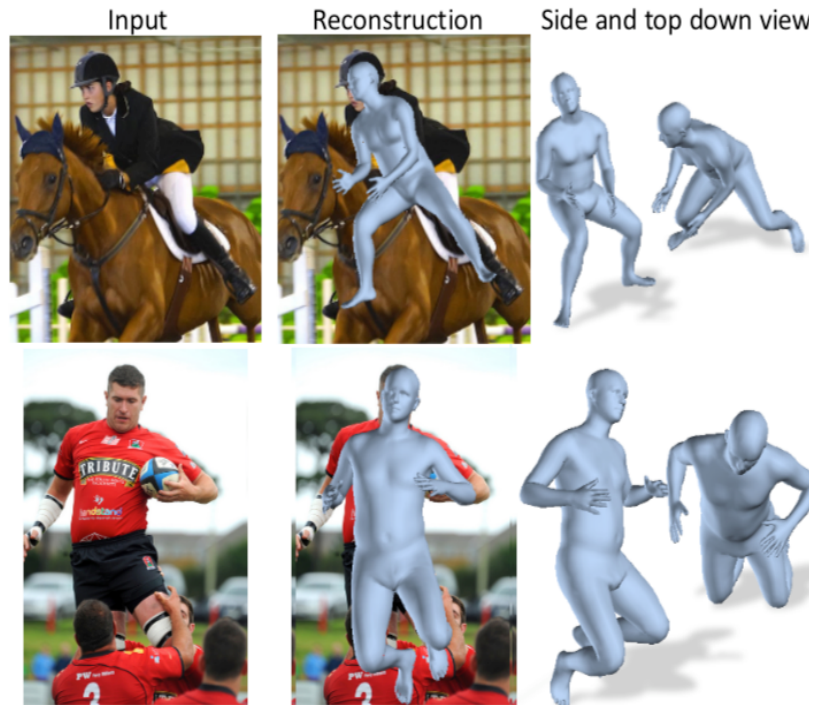 Input
Reconstruction
Side and top down view
TRIBUTE
PW
3